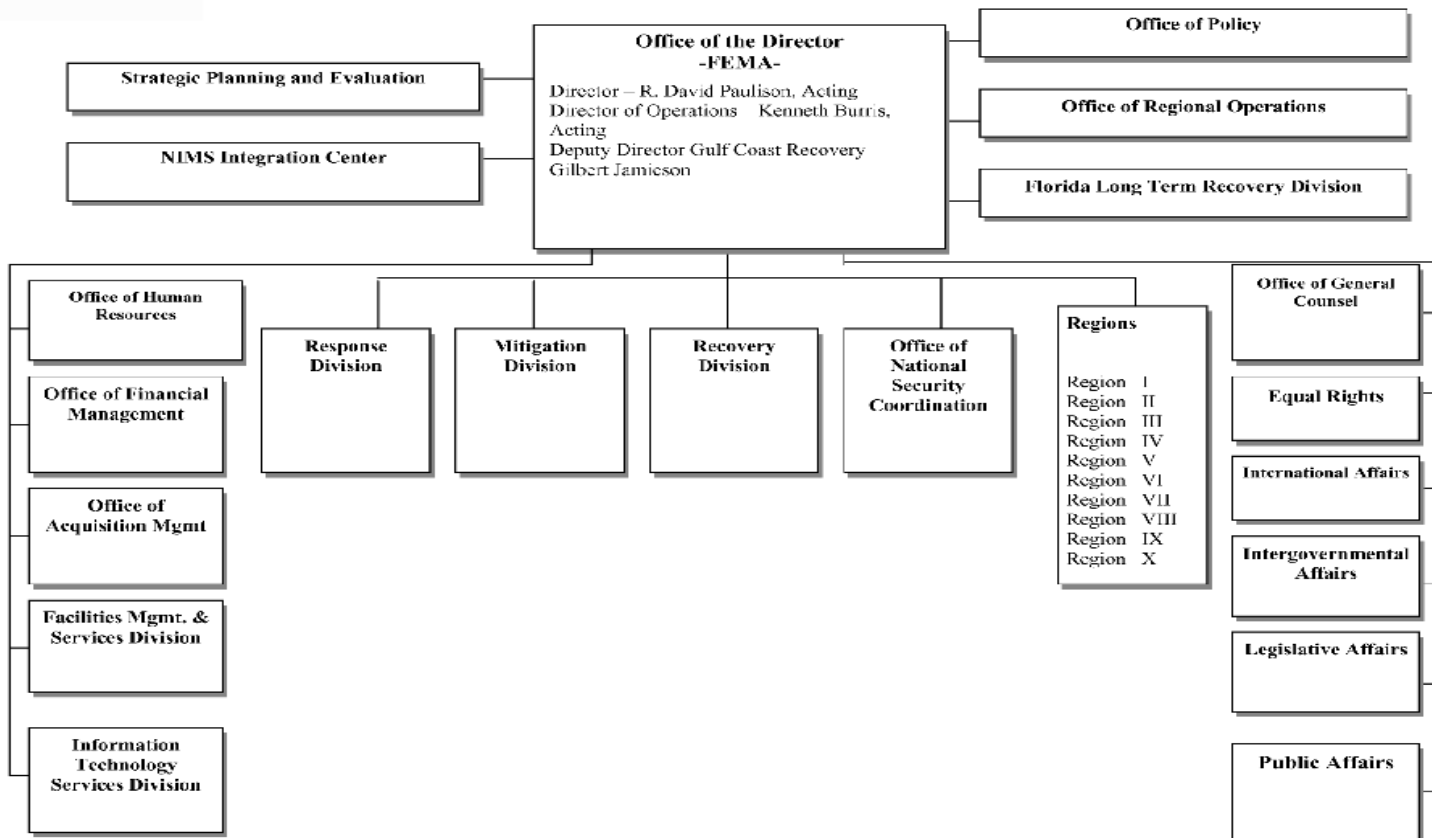 Office of the Director
-FEMA-
Director – R. David Paulison, Acting
Director of Operations Kenneth Burris,
Acting
Deputy Director Gulf Coast Recovery
Gilbert Jamieson
Strategic Planning and Evaluation
NIMS Integration Center
Office of Policy
Office of Regional Operations
Florida Long Term Recovery Division
Office of Human
Resources
Office of Financial
Management
Office of
Acquisition Mgmt
Facilities Mgmt. &
Services Division
Information
Technology
Services Division
Response
Division
Mitigation
Division
Recovery
Division
Office of
National
Security
Coordination
Regions
Region I
Region II
Region III
Region IV
Region V
Region VI
Region VII
Region VIII
Region IX
Region X
Office of General
Counsel
Equal Rights
International Affairs
Intergovernmental
Affairs
Legislative Affairs
Public Affairs